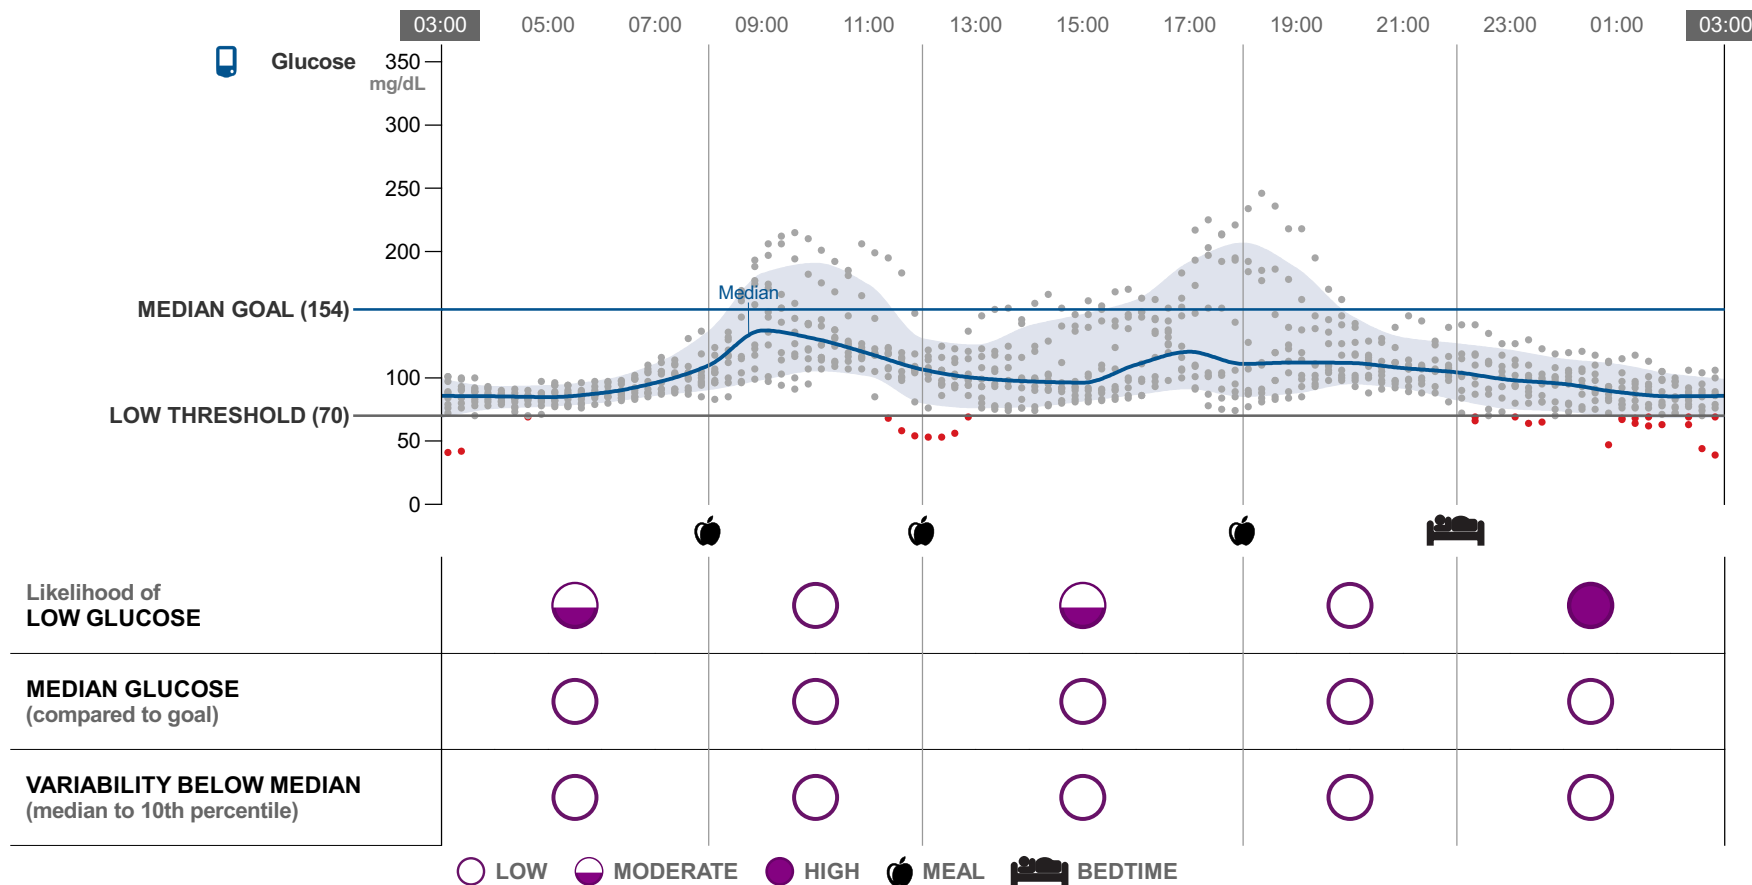 03:00 05:00 07:00 09:00 11:00 13:00 15:00 17:00 19:00 21:00 23:00 01:00 03:00
Glucose 350
mg/dL
300
250
200
Median
MEDIAN GOAL (154)
100
LOW THRESHOLD (70)
50
0
Likelihood of
LOW GLUCOSE
MEDIAN GLUCOSE
(compared to goal)
VARIABILITY BELOW MEDIAN
(median to 10th percentile)
LOW MODERATE HIGH MEAL BEDTIME